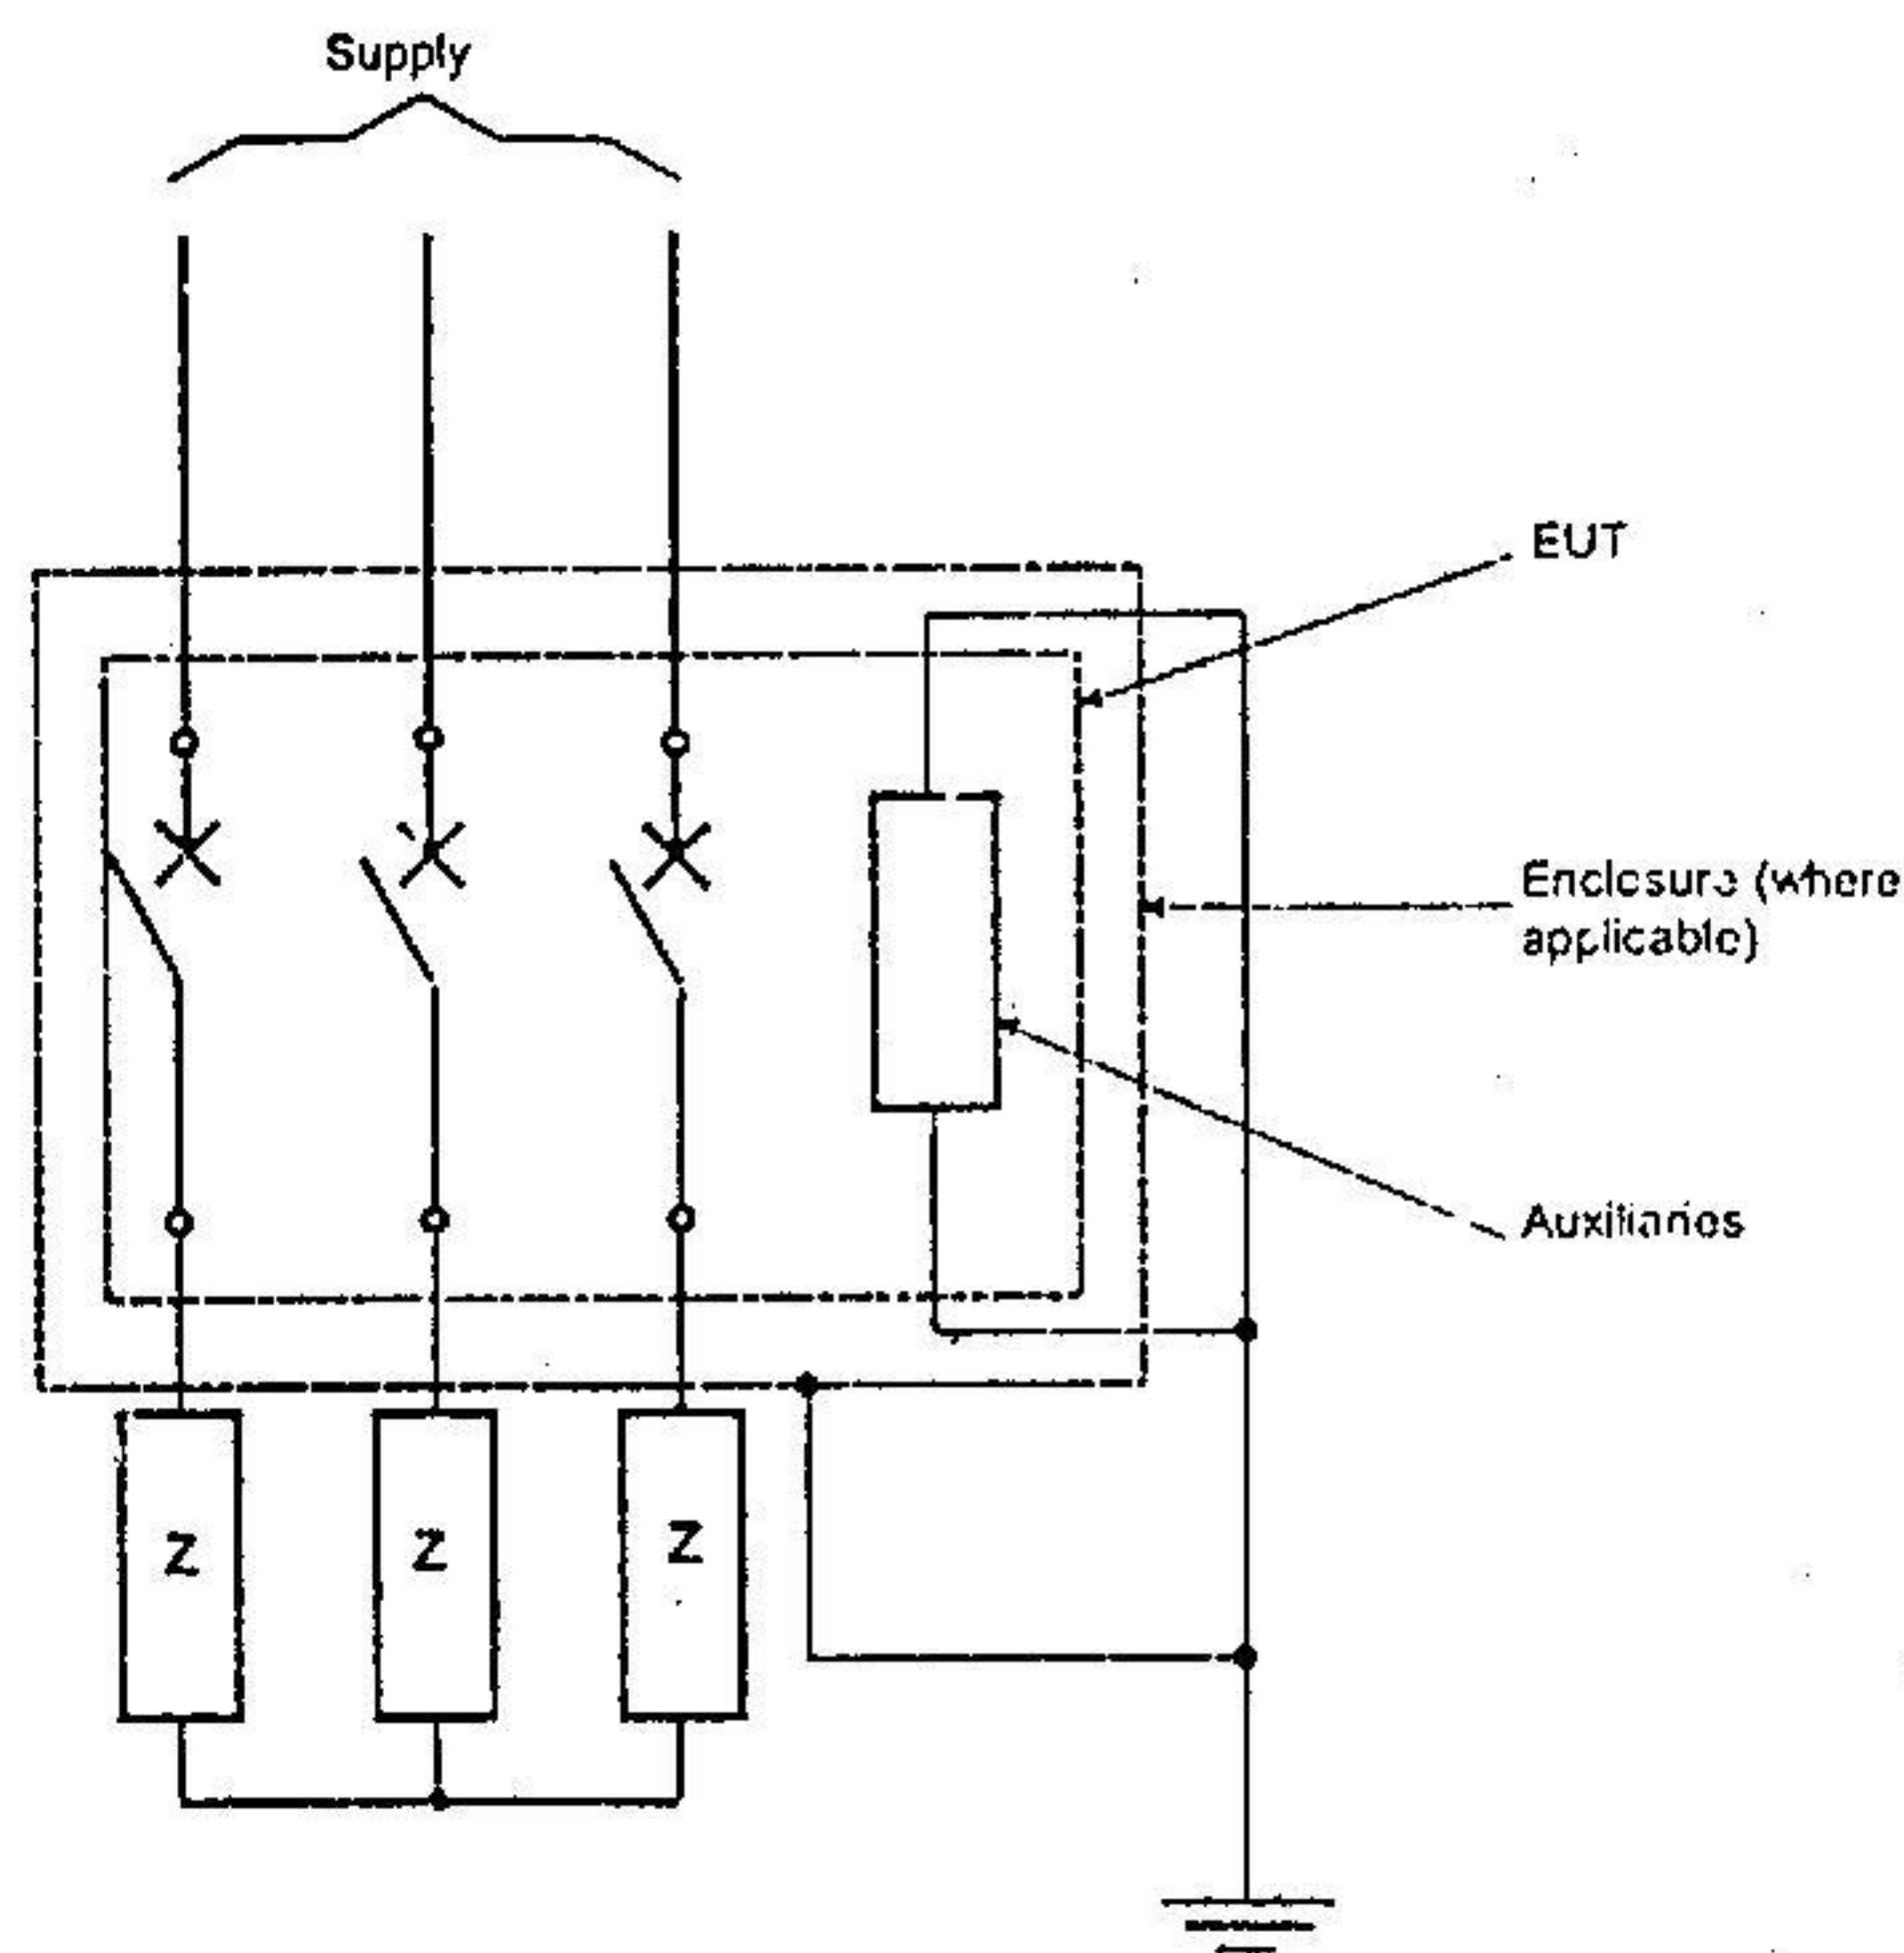 Supply
EUT
Enclosure (where
applicable)
Auxiliaries
Z
Z
Z